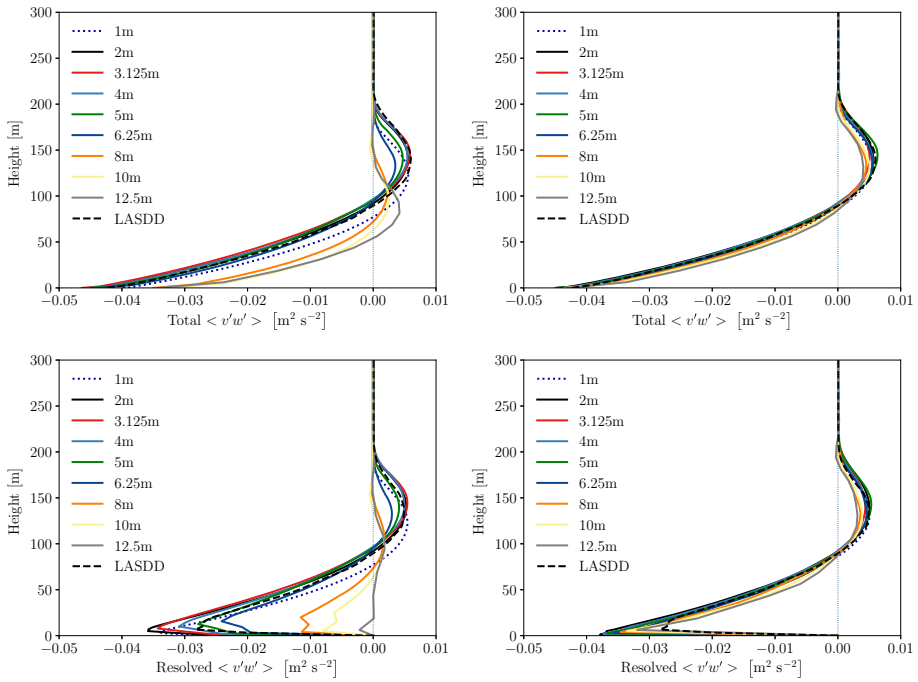 300
250
200
150
100
50
0
Height [m]
1m
2m
3.125m
4m
5m
6.25m
8m
10m
12.5m
LASDD
−0.05 −0.04 −0.03 −0.02 −0.01 0.00 0.01
Total < v′w′ > [m² s⁻²]
300
250
200
150
100
50
0
Height [m]
1m
2m
3.125m
4m
5m
6.25m
8m
10m
12.5m
LASDD
−0.05 −0.04 −0.03 −0.02 −0.01 0.00 0.01
Total < v′w′ > [m² s⁻²]
300
250
200
150
100
50
0
Height [m]
1m
2m
3.125m
4m
5m
6.25m
8m
10m
12.5m
LASDD
−0.05 −0.04 −0.03 −0.02 −0.01 0.00 0.01
Resolved < v′w′ > [m² s⁻²]
300
250
200
150
100
50
0
Height [m]
1m
2m
3.125m
4m
5m
6.25m
8m
10m
12.5m
LASDD
−0.05 −0.04 −0.03 −0.02 −0.01 0.00 0.01
Resolved < v′w′ > [m² s⁻²]